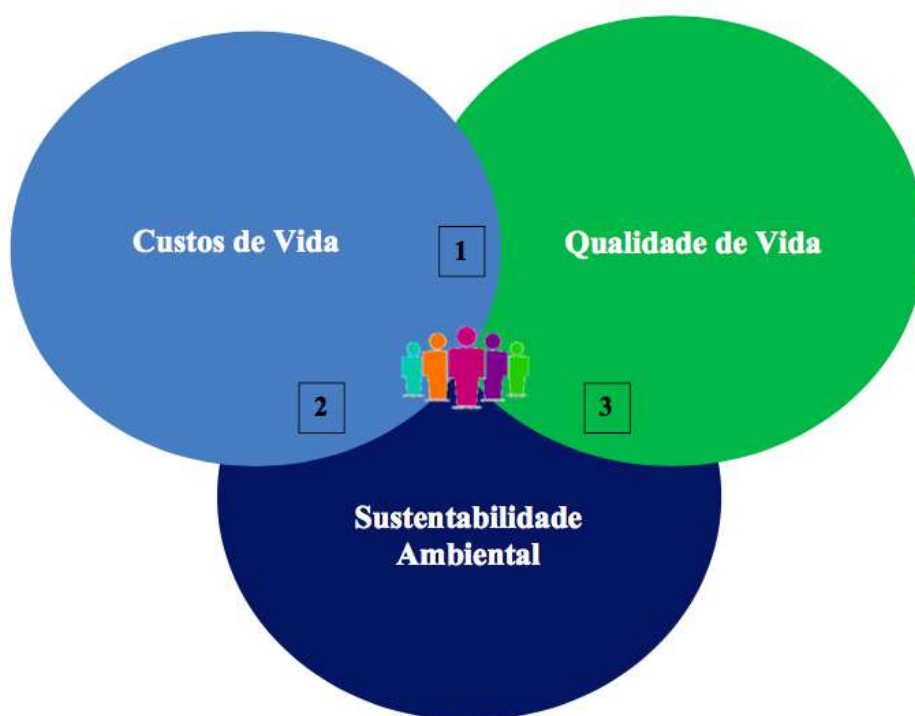 Custos de Vida
1
Qualidade de Vida
2
3
Sustentabilidade
Ambiental